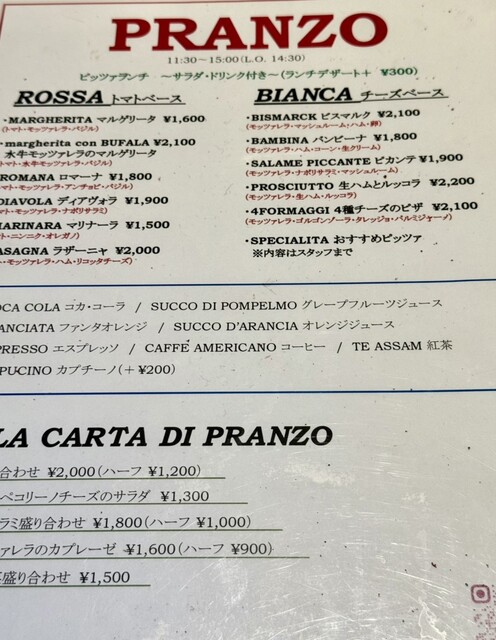 PRANZO
11:30~15:00(L.O. 14:30)
ピッツァランチ ～サラダ・ドリンク付き～(ランチデザート+ ¥300)
ROSSA トマトベース
・MARGHERITA マルゲリータ ¥1,600
(トマト・モッツァレラ・バジル)
・margherita con BUFALA ¥2,100
水牛モッツァレラのマルゲリータ
トマト・水牛モッツァレラ・バジル)
ROMANA ロマーナ ¥1,800
マト・モッツァレラ・アンチョビ・バジル)
DIAVOLA ディアヴォラ ¥1,900
ト・モッツァレラ・ナポリサラミ)
MARINARA マリナーラ ¥1,500
ト・ニンニク・オレガノ)
LASAGNA ラザーニャ ¥2,000
・モッツァレラ・ハム・リコッタチーズ)
BIANCA チーズベース
・BISMARCK ビスマルク ¥2,100
(モッツァレラ・マッシュルーム・ハム・卵)
・BAMBINA バンビーナ ¥1,800
(モッツァレラ・ハム・コーン・生クリーム)
・SALAME PICCANTE ピカンテ ¥1,900
(モッツァレラ・ナポリサラミ・マッシュルーム)
・PROSCIUTTO 生ハムとルッコラ ¥2,200
(モッツァレラ・生ハム・ルッコラ)
・4FORMAGGI 4種チーズのピザ ¥2,100
(モッツァレラ・ゴルゴンゾーラ・タレッジョ・パルミジャーノ)
・SPECIALITA おすすめピッツァ
※内容はスタッフまで
OCA COLA コカ・コーラ / SUCCO DI POMPELMO グレープフルーツジュース
ANCIATA ファンタオレンジ / SUCCO D'ARANCIA オレンジジュース
PRESSO エスプレッソ / CAFFE AMERICANO コーヒー / TE ASSAM 紅茶
PUCINO カプチーノ(+¥200)
LA CARTA DI PRANZO
合わせ ¥2,000(ハーフ ¥1,200)
ペコリーノチーズのサラダ ¥1,300
ラミ盛り合わせ ¥1,800(ハーフ ¥1,000)
ァレラのカプレーゼ ¥1,600(ハーフ ¥900)
盛り合わせ ¥1,500